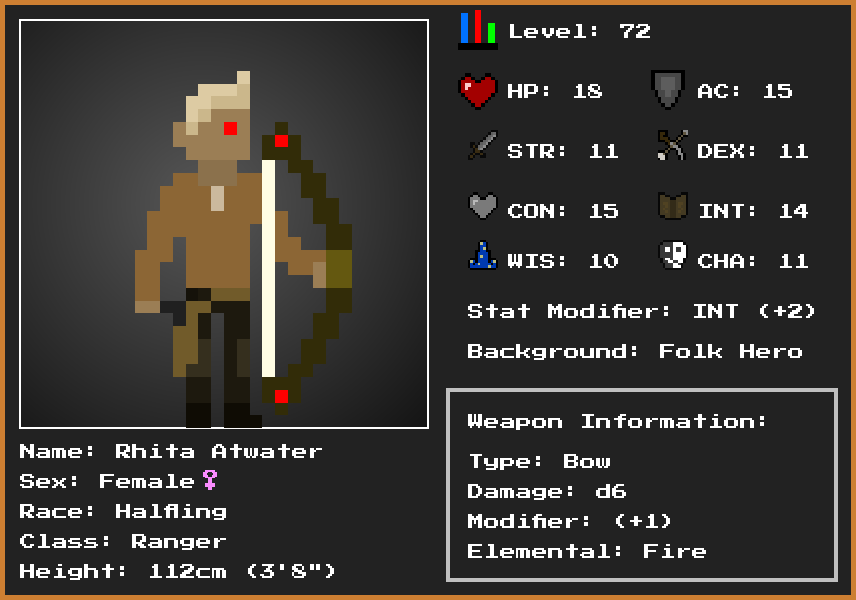 Level: 72
HP: 18 AC: 15
STR: 11 DEX: 11
CON: 15 INT: 14
WIS: 10 CHA: 11
Stat Modifier: INT (+2)
Background: Folk Hero
Weapon Information:
Type: Bow
Damage: d6
Modifier: (+1)
Elemental: Fire
Name: Rhita Atwater
Sex: Female♀
Race: Halfling
Class: Ranger
Height: 112cm (3'8")